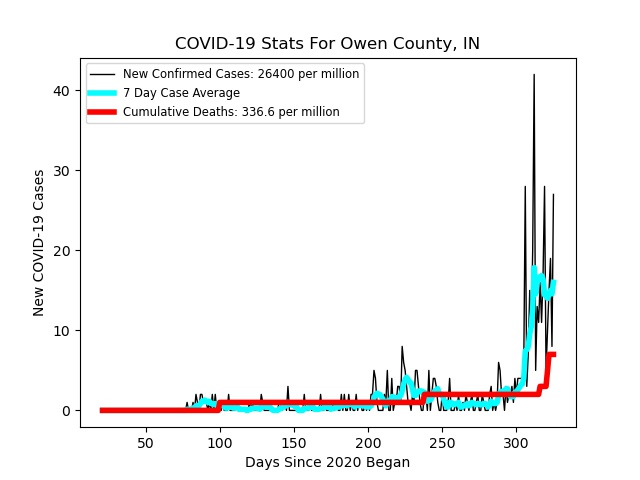 COVID-19 Stats For Owen County, IN
New Confirmed Cases: 26400 per million
7 Day Case Average
Cumulative Deaths: 336.6 per million
New COVID-19 Cases
40
30
20
10
0
50 100 150 200 250 300
Days Since 2020 Began